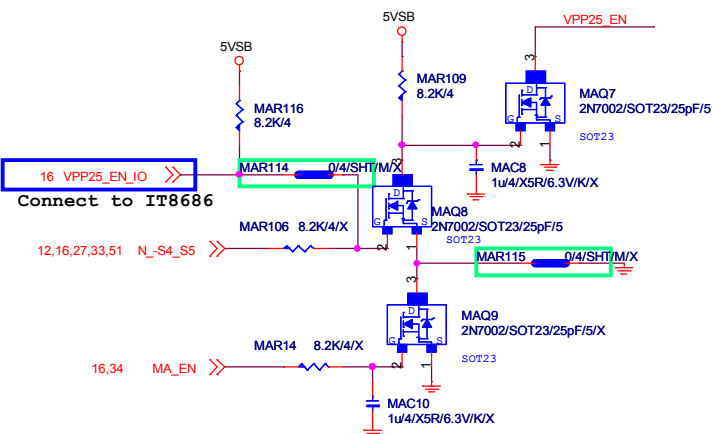 VPP25_EN
5VSB
5VSB
3
MAQ7
2N7002/SOT23/25pF/5
SOT23
D
G
S
2
1
MAR109
8.2K/4
MAR116
8.2K/4
MAR114
0/4/SHT/M/X
3
MAC8
1u/4/X5R/6.3V/K/X
16 VPP25_EN_IO
Connect to IT8686
D
G
S
MAQ8
2N7002/SOT23/25pF/5
SOT23
MAR106 8.2K/4/X
2
1
12,16,27,33,51 N_-S4_S5
MAR115
0/4/SHT/M/X
3
D
G
S
MAQ9
2N7002/SOT23/25pF/5/X
SOT23
MAR14 8.2K/4/X
2
1
16,34 MA_EN
MAC10
1u/4/X5R/6.3V/K/X